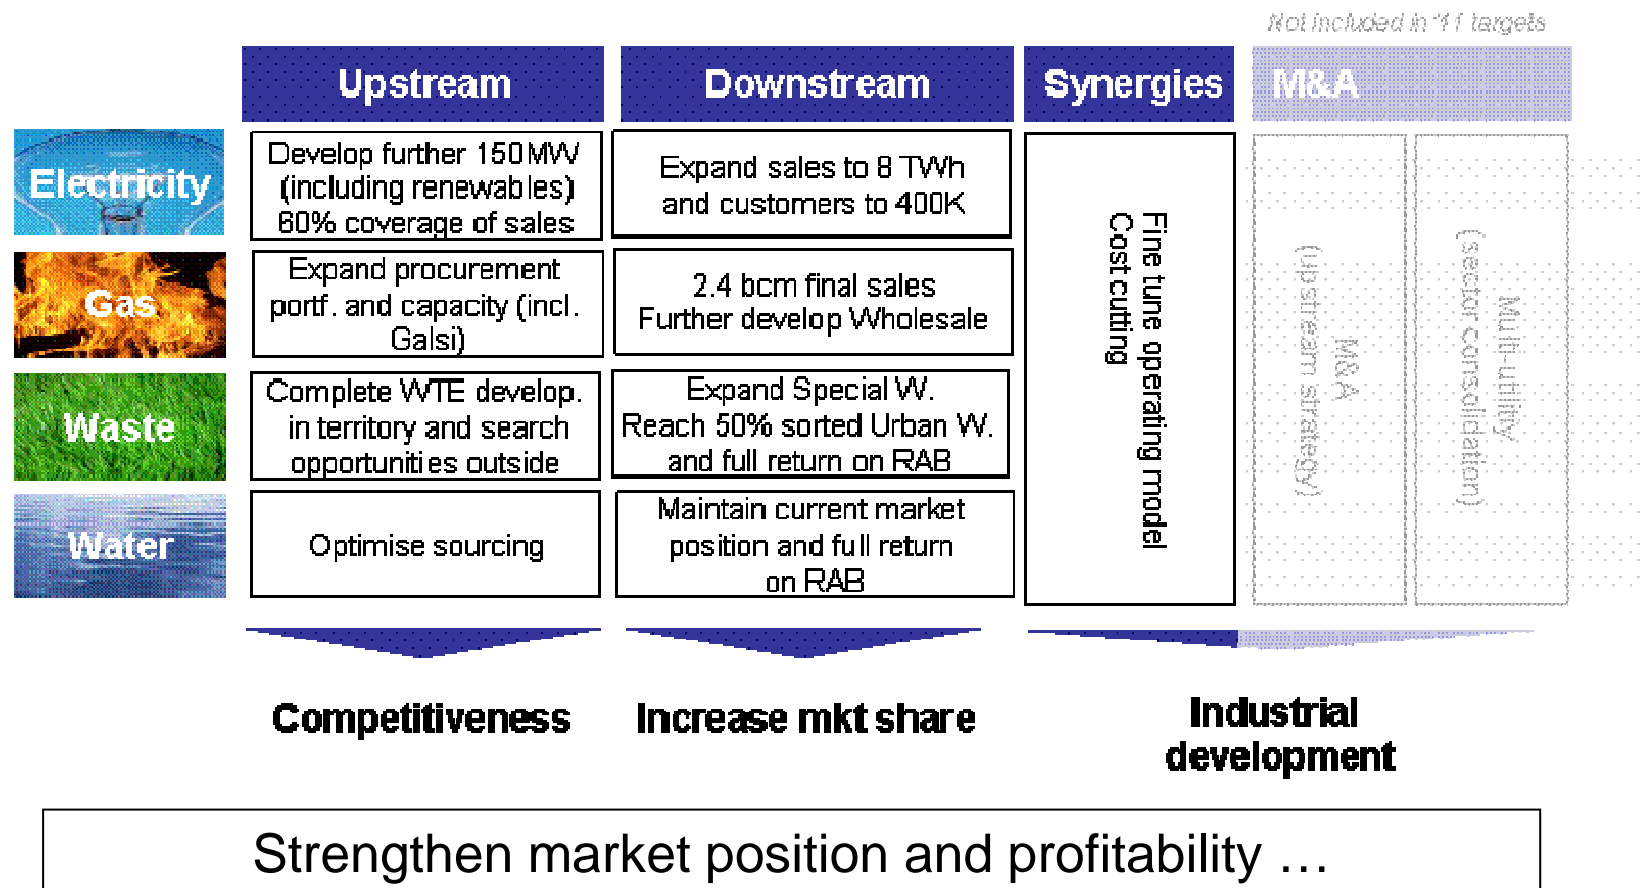 Not included in '11 targets
Upstream
Downstream
Synergies
M&A
Electricity
Develop further 150 MW
(including renewables)
60% coverage of sales
Expand sales to 8 TWh
and customers to 400K
Gas
Expand procurement
portf. and capacity (incl.
Galsi)
2.4 bcm final sales
Further develop Wholesale
Waste
Complete WTE develop.
in territory and search
opportunities outside
Expand Special W.
Reach 50% sorted Urban W.
and full return on RAB
Water
Optimise sourcing
Maintain current market
position and full return
on RAB
Fine tune operating model
Cost cutting
M&A
(upstream strategy)
Multi-utility
(sector consolidation)
Competitiveness
Increase mkt share
Industrial
development
Strengthen market position and profitability …